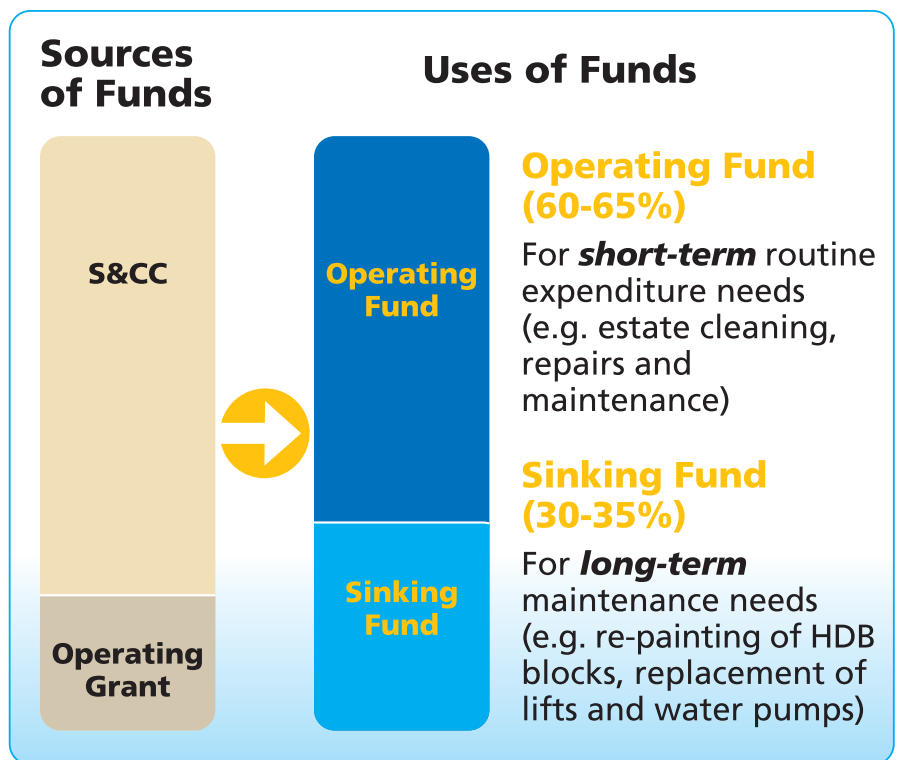 Sources
of Funds
Uses of Funds
S&CC
Operating
Grant
Operating
Fund
Sinking
Fund
Operating Fund
(60-65%)
For short-term routine
expenditure needs
(e.g. estate cleaning,
repairs and
maintenance)
Sinking Fund
(30-35%)
For long-term
maintenance needs
(e.g. re-painting of HDB
blocks, replacement of
lifts and water pumps)